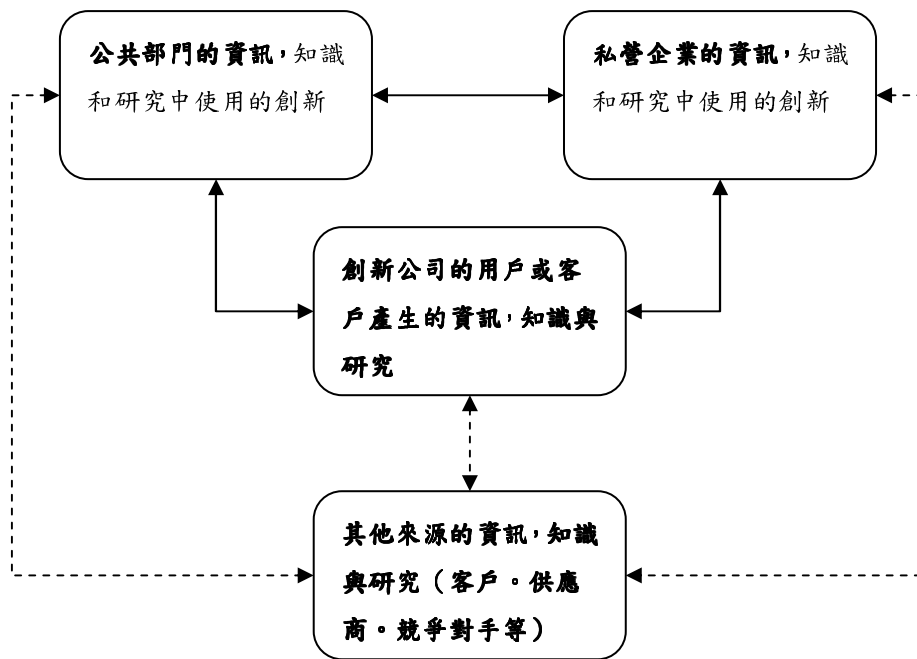 公共部門的資訊，知識
和研究中使用的創新
私營企業的資訊，知識
和研究中使用的創新
創新公司的用戶或客
戶產生的資訊，知識與
研究
其他來源的資訊，知識
與研究（客戶。供應
商。競爭對手等）